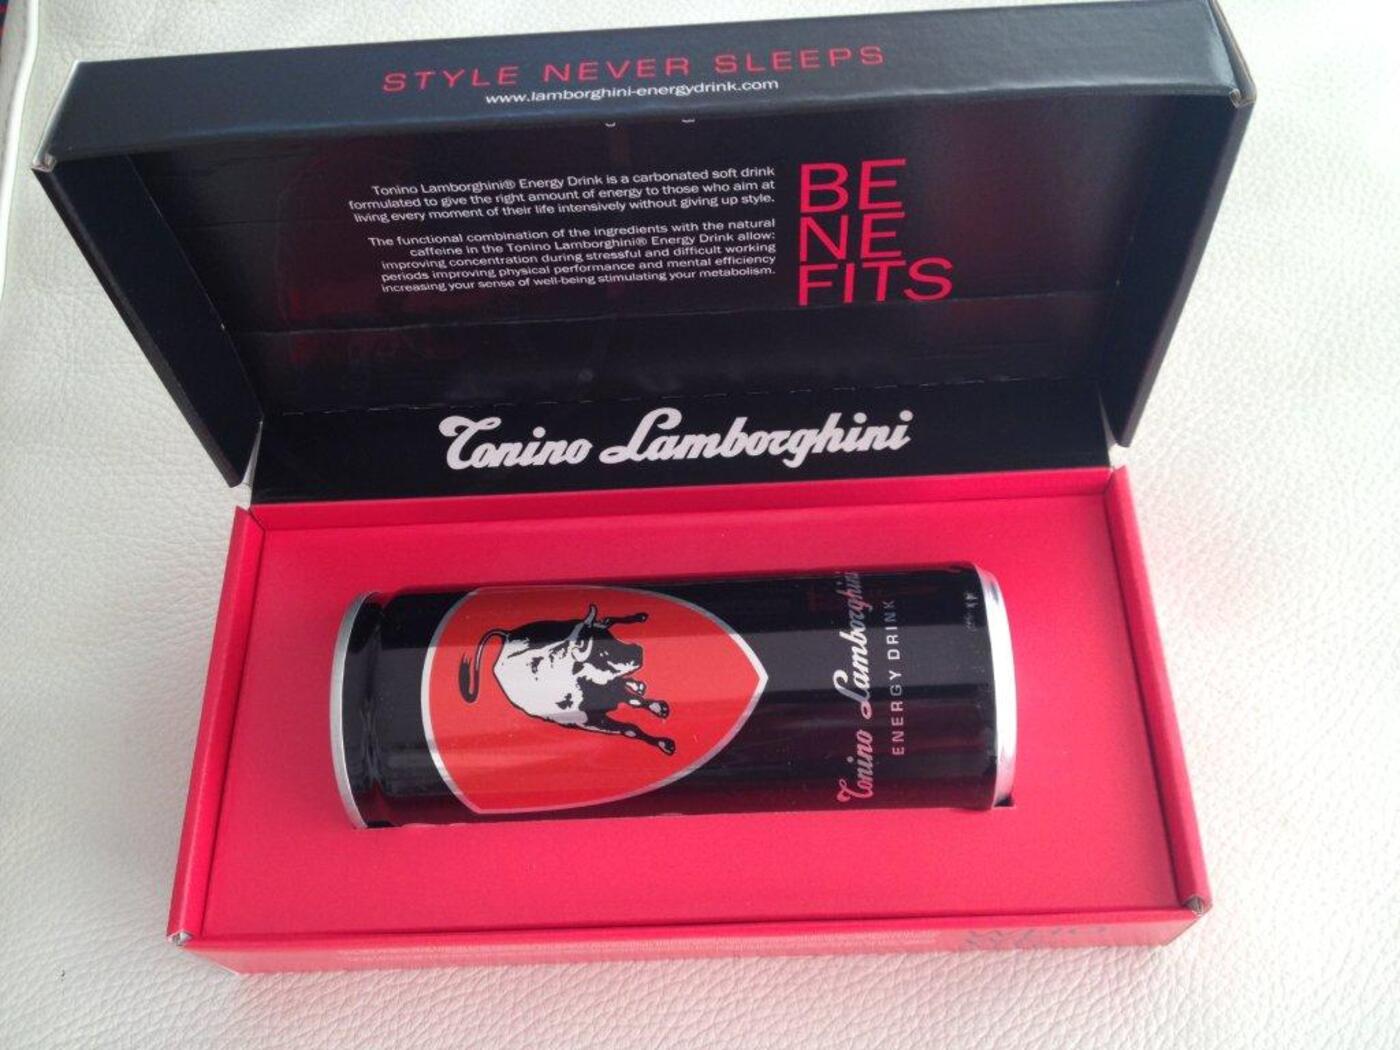 STYLE NEVER SLEEPS
www.lamborghini-energydrink.com
Tonino Lamborghini® Energy Drink is a carbonated soft drink
formulated to give the right amount of energy to those who aim at
living every moment of their life intensively without giving up style.
The functional combination of the ingredients with the natural
caffeine in the Tonino Lamborghini® Energy Drink allow:
improving concentration during stressful and difficult working
periods improving physical performance and mental efficiency
increasing your sense of well-being stimulating your metabolism.
BE
NE
FITS
Tonino Lamborghini
Tonino Lamborghini
ENERGY DRINK